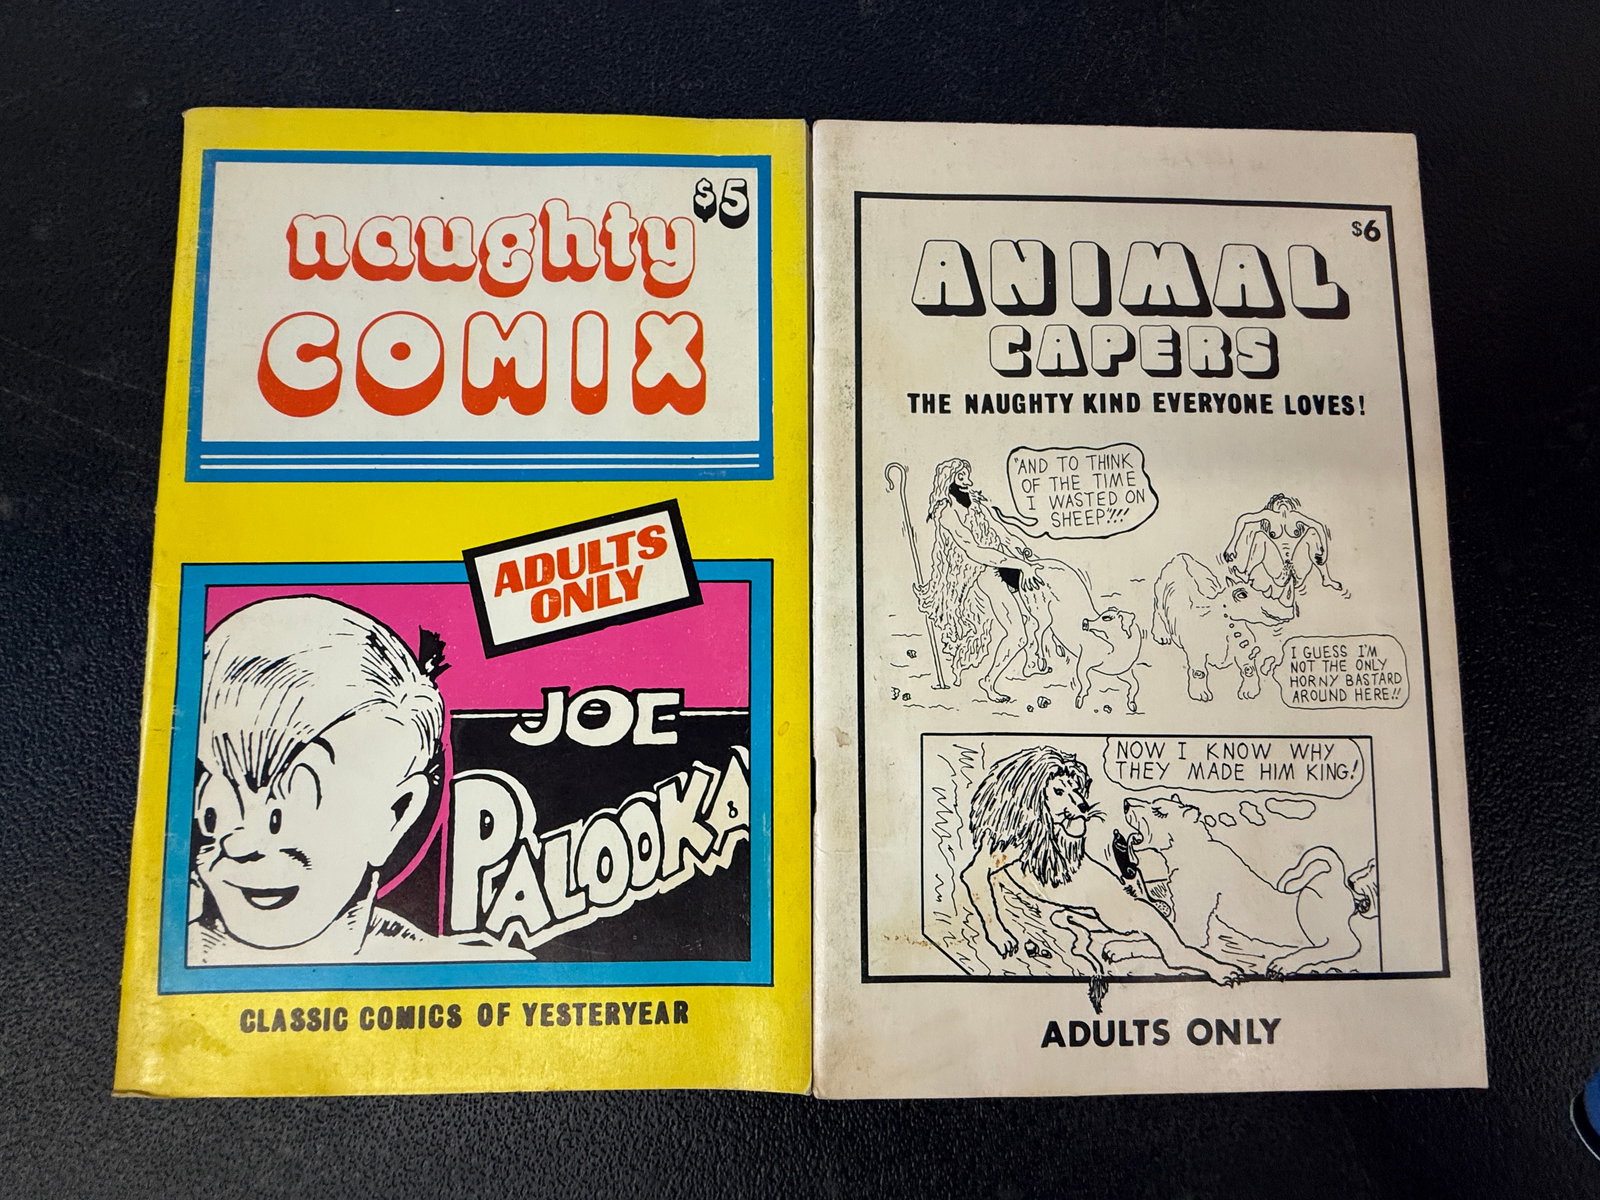 $5
naughty
COMIX
ADULTS
ONLY
JOE
PALOOKA
CLASSIC COMICS OF YESTERYEAR
$6
ANIMAL
CAPERS
THE NAUGHTY KIND EVERYONE LOVES!
"AND TO THINK
OF THE TIME
I WASTED ON
SHEEP"!!!
I GUESS I'M
NOT THE ONLY
HORNY BASTARD
AROUND HERE!!
NOW I KNOW WHY
THEY MADE HIM KING!
ADULTS ONLY